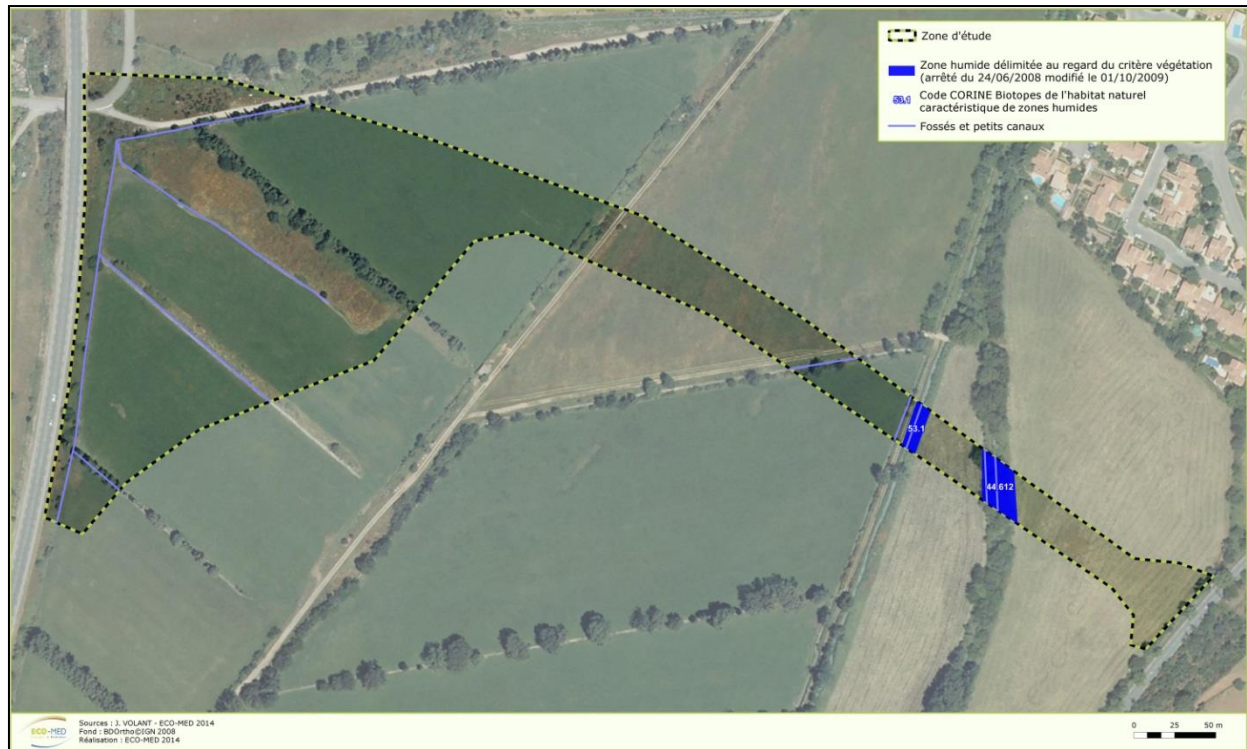 Zone d'étude
Zone humide délimitée au regard du critère végétation
(arrêté du 24/06/2008 modifié le 01/10/2009)
53.1
Code CORINE Biotopes de l'habitat naturel
caractéristique de zones humides
Fossés et petits canaux
53.1
44.612
ECO-MED
Sources : J. VOLANT - ECO-MED 2014
Fond : BDOrtho©IGN 2008
Réalisation : ECO-MED 2014
0 25 50 m